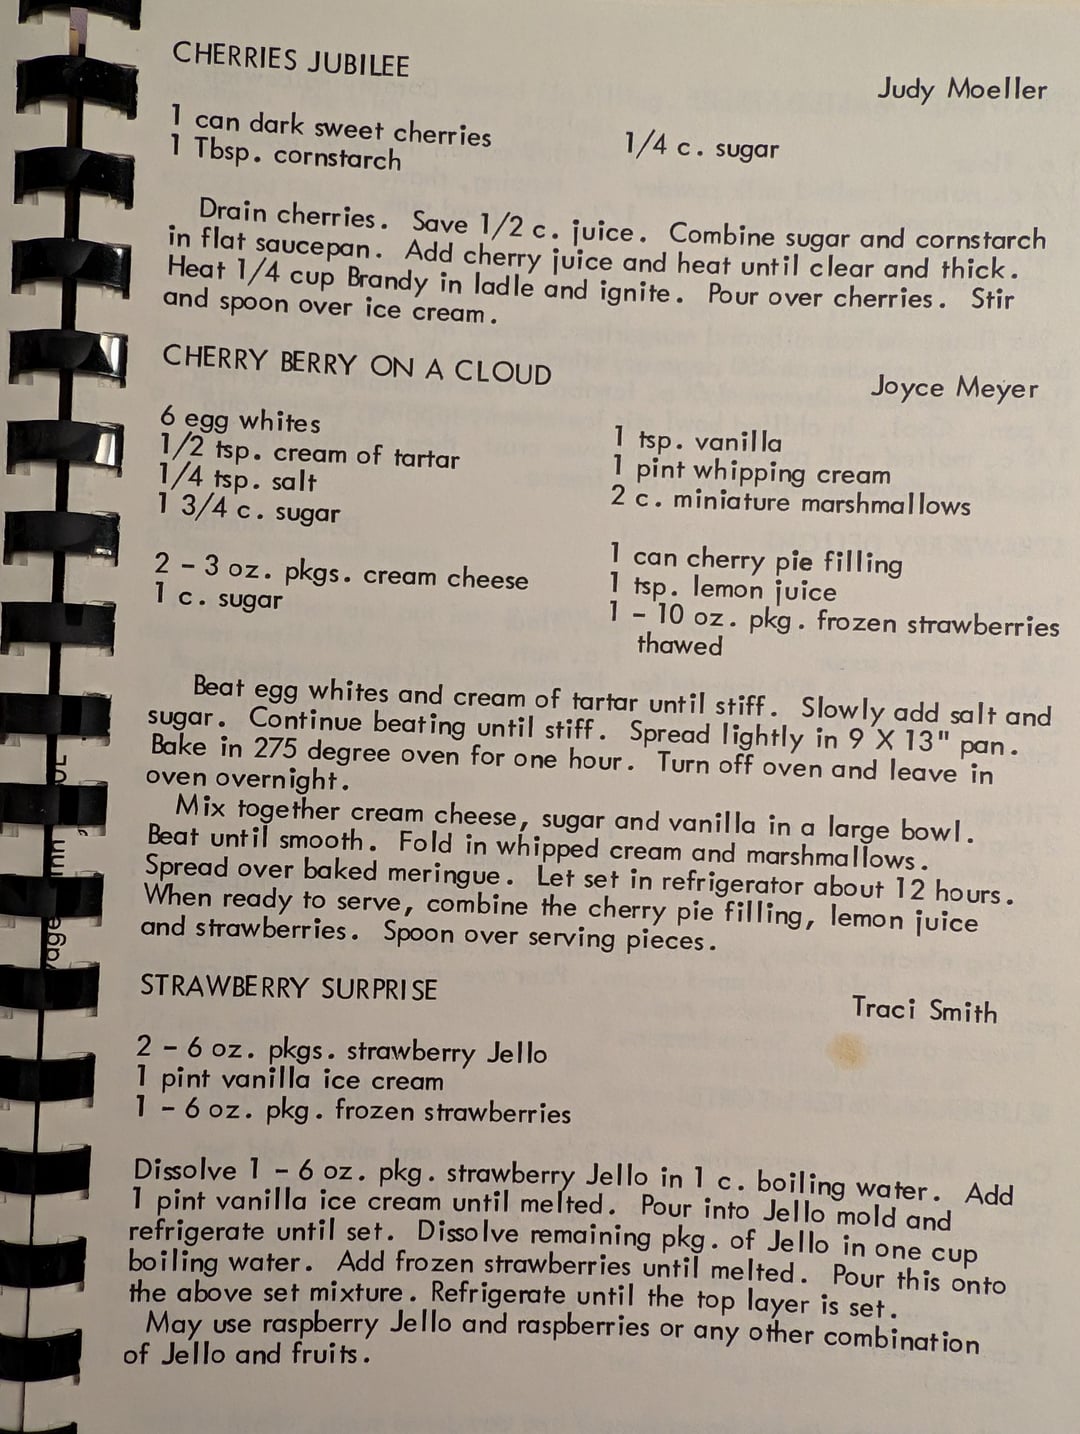 CHERRIES JUBILEE
Judy Moeller
1 can dark sweet cherries
1/4 c. sugar
1 Tbsp. cornstarch
Drain cherries. Save 1/2 c. juice. Combine sugar and cornstarch
in flat saucepan. Add cherry juice and heat until clear and thick.
Heat 1/4 cup Brandy in ladle and ignite. Pour over cherries. Stir
and spoon over ice cream.
CHERRY BERRY ON A CLOUD
Joyce Meyer
6 egg whites
1/2 tsp. cream of tartar
1/4 tsp. salt
1 3/4 c. sugar
1 tsp. vanilla
1 pint whipping cream
2 c. miniature marshmallows
2 - 3 oz. pkgs. cream cheese
1 c. sugar
1 can cherry pie filling
1 tsp. lemon juice
1 - 10 oz. pkg. frozen strawberries
thawed
Beat egg whites and cream of tartar until stiff. Slowly add salt and
sugar. Continue beating until stiff. Spread lightly in 9 X 13" pan.
Bake in 275 degree oven for one hour. Turn off oven and leave in
oven overnight.
Mix together cream cheese, sugar and vanilla in a large bowl.
Beat until smooth. Fold in whipped cream and marshmallows.
Spread over baked meringue. Let set in refrigerator about 12 hours.
When ready to serve, combine the cherry pie filling, lemon juice
and strawberries. Spoon over serving pieces.
STRAWBERRY SURPRISE
Traci Smith
2 - 6 oz. pkgs. strawberry Jello
1 pint vanilla ice cream
1 - 6 oz. pkg. frozen strawberries
Dissolve 1 - 6 oz. pkg. strawberry Jello in 1 c. boiling water. Add
1 pint vanilla ice cream until melted. Pour into Jello mold and
refrigerate until set. Dissolve remaining pkg. of Jello in one cup
boiling water. Add frozen strawberries until melted. Pour this onto
the above set mixture. Refrigerate until the top layer is set.
May use raspberry Jello and raspberries or any other combination
of Jello and fruits.